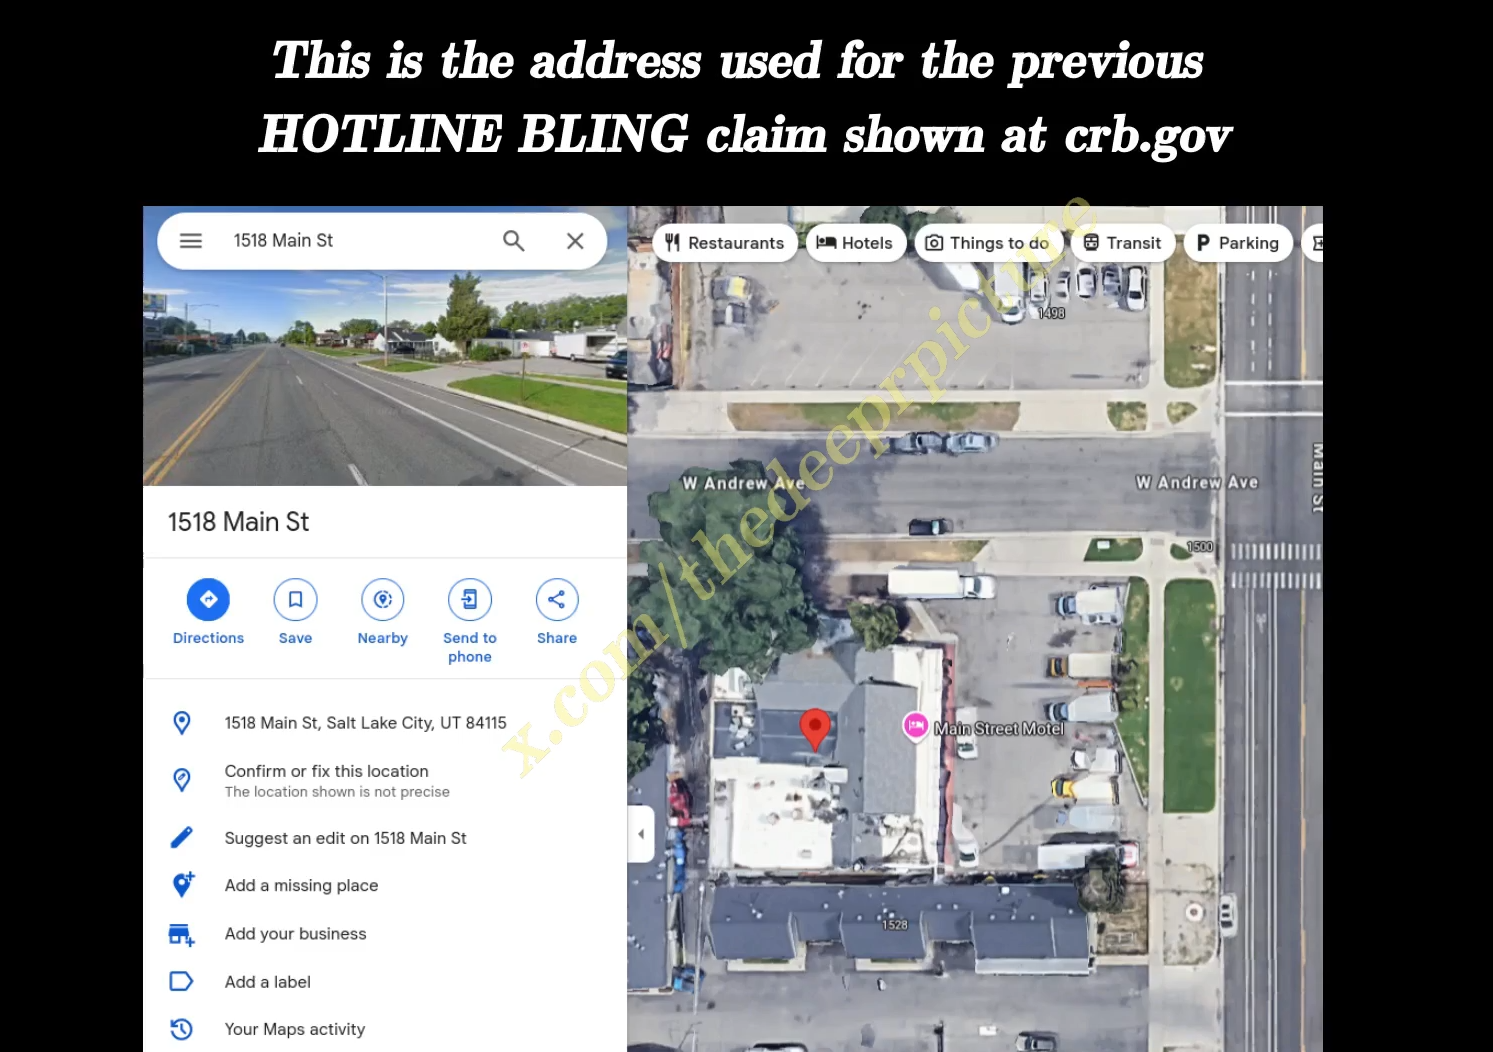 This is the address used for the previous
HOTLINE BLING claim shown at crb.gov
1518 Main St
Restaurants
Hotels
Things to do
Transit
Parking
1498
W Andrew Ave
W Andrew Ave
Main St
1500
1518 Main St
Directions
Save
Nearby
Send to
phone
Share
1518 Main St, Salt Lake City, UT 84115
Confirm or fix this location
The location shown is not precise
Suggest an edit on 1518 Main St
Add a missing place
Add your business
Add a label
Your Maps activity
Main Street Motel
1528
x.com/thedeeprpicture